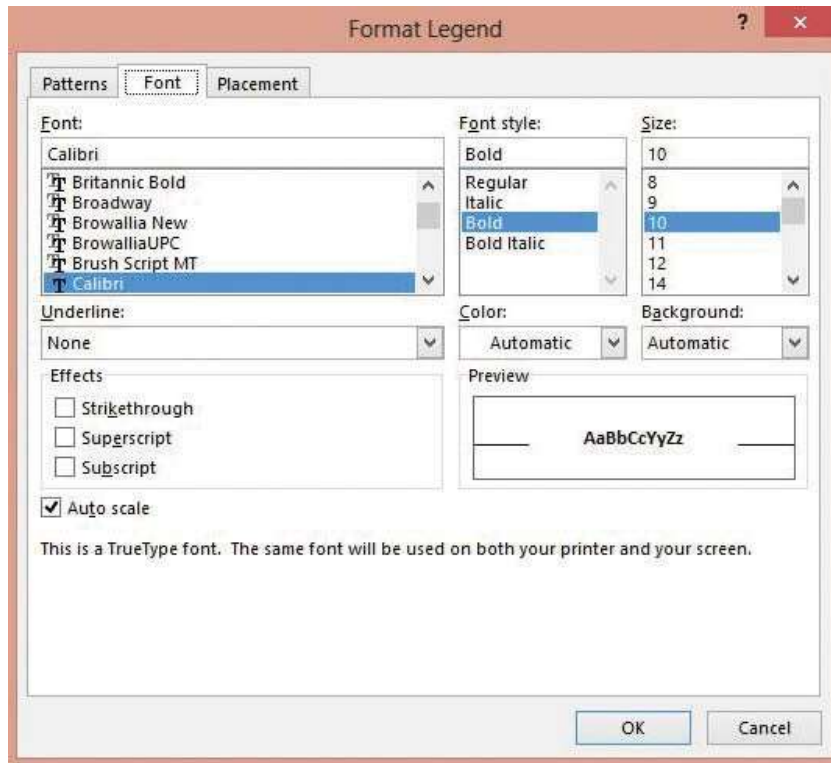 Format Legend
?
×
Patterns Font Placement
Font: Font style: Size:
Calibri Bold 10
Britannic Bold Regular 8
Broadway Italic 9
Browallia New Bold 10
BrowalliaUPC Bold Italic 11
Brush Script MT 12
Calibri 14
Underline: Color: Background:
None Automatic Automatic
Effects Preview
Strikethrough
Superscript AaBbCcYyZz
Subscript
Auto scale
This is a TrueType font. The same font will be used on both your printer and your screen.
OK Cancel